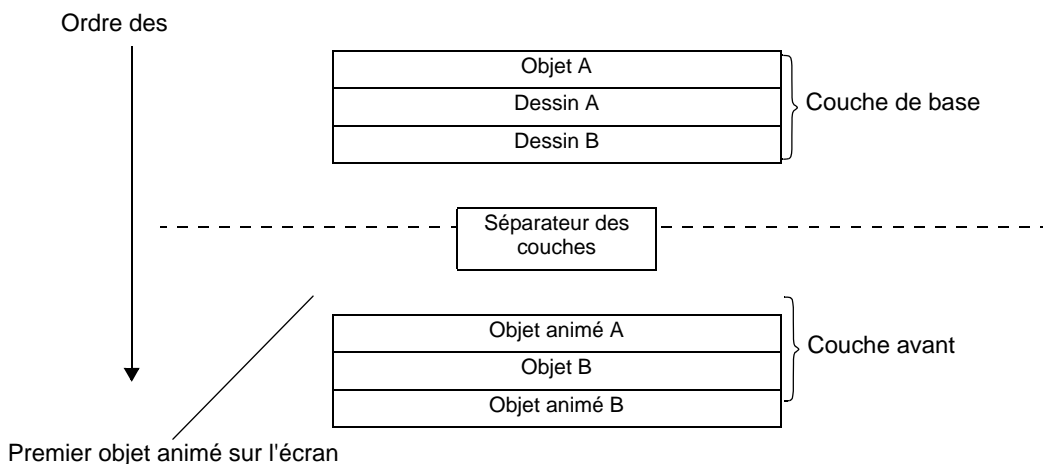 Ordre des
Objet A
Dessin A
Couche de base
Dessin B
Séparateur des
couches
Objet animé A
Couche avant
Objet B
Objet animé B
Premier objet animé sur l'écran